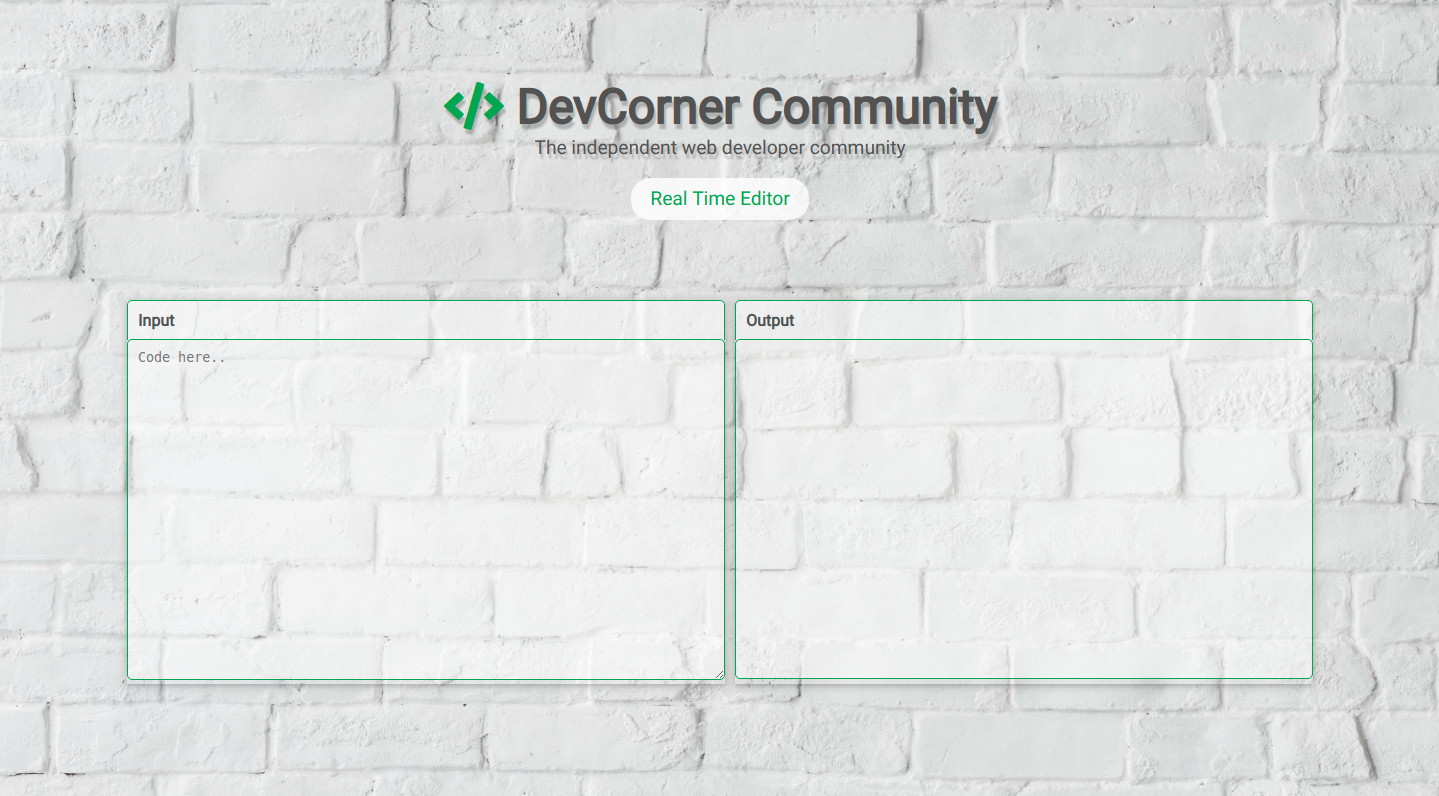 </> DevCorner Community
The independent web developer community
Real Time Editor
Input
Output
Code here..